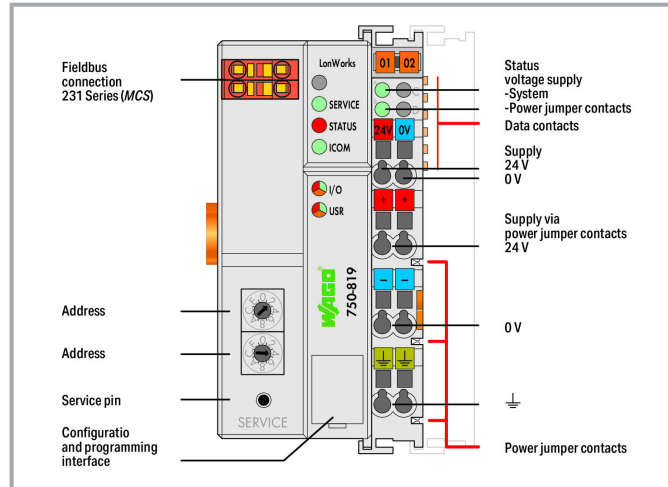 Fieldbus
connection
231 Series (MCS)
Address
Address
Service pin
Configuratio
and programming
interface
LonWorks
SERVICE
STATUS
ICOM
I/O
USR
WAGO
750-819
SERVICE
01 02
C
D
24V 0V
+ +
− −
Status
voltage supply
-System
-Power jumper contacts
Data contacts
Supply
24 V
0 V
Supply via
power jumper contacts
24 V
0 V
Power jumper contacts